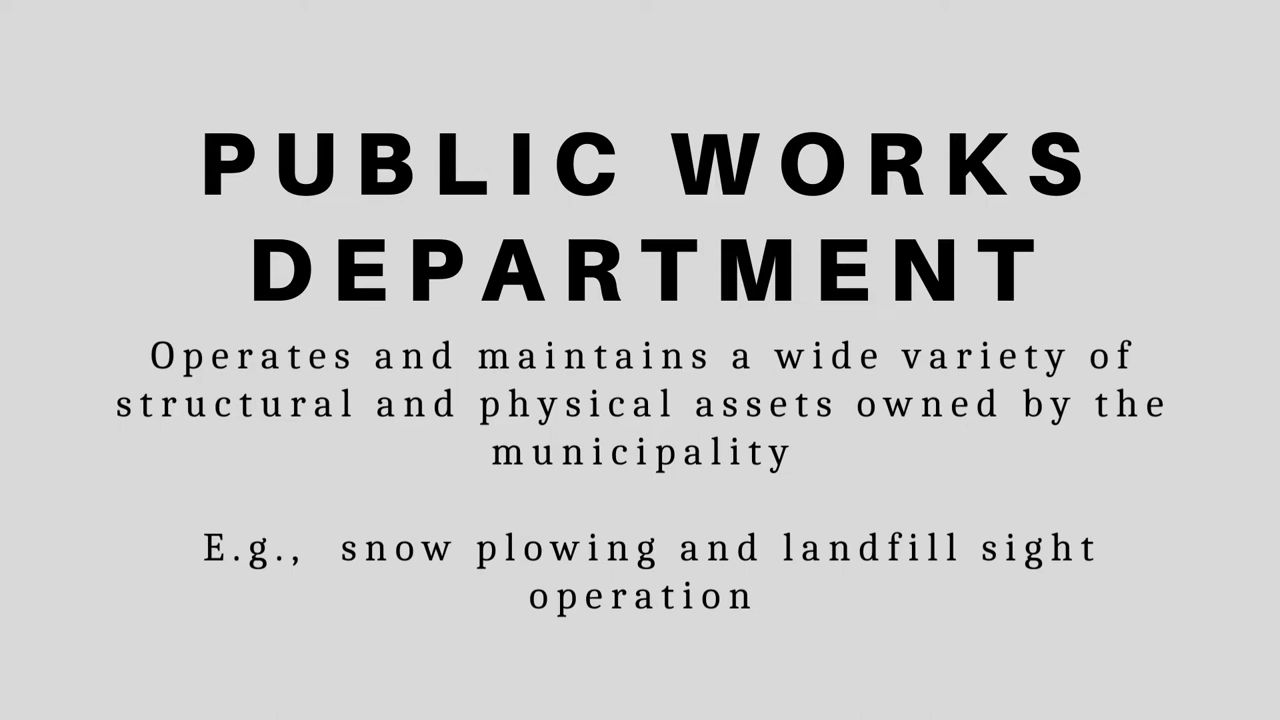 PUBLIC WORKS
DEPARTMENT
Operates and maintains a wide variety of
structural and physical assets owned by the
municipality
E.g.,  snow plowing and landfill sight
operation